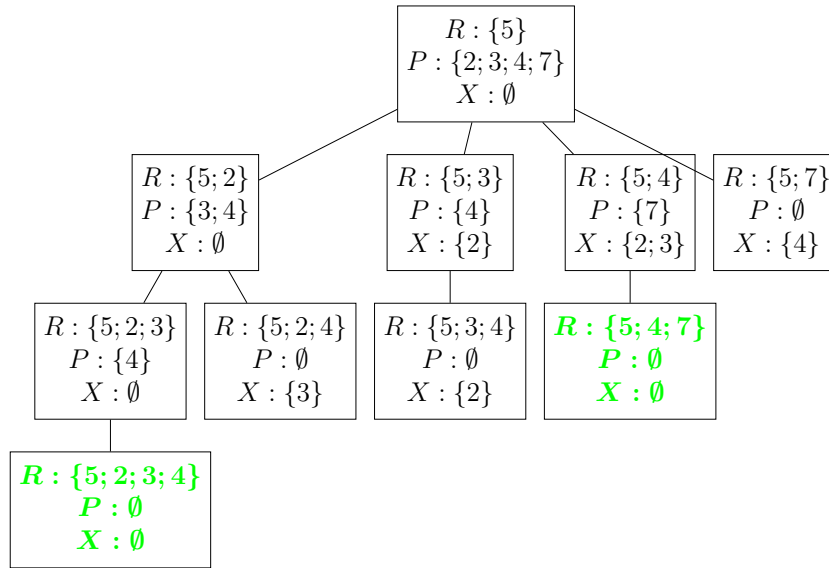 R : {5}
P : {2; 3; 4; 7}
X : ∅
R : {5; 2}
P : {3; 4}
X : ∅
R : {5; 3}
P : {4}
X : {2}
R : {5; 4}
P : {7}
X : {2; 3}
R : {5; 7}
P : ∅
X : {4}
R : {5; 2; 3}
P : {4}
X : ∅
R : {5; 2; 4}
P : ∅
X : {3}
R : {5; 3; 4}
P : ∅
X : {2}
R : {5; 4; 7}
P : ∅
X : ∅
R : {5; 2; 3; 4}
P : ∅
X : ∅